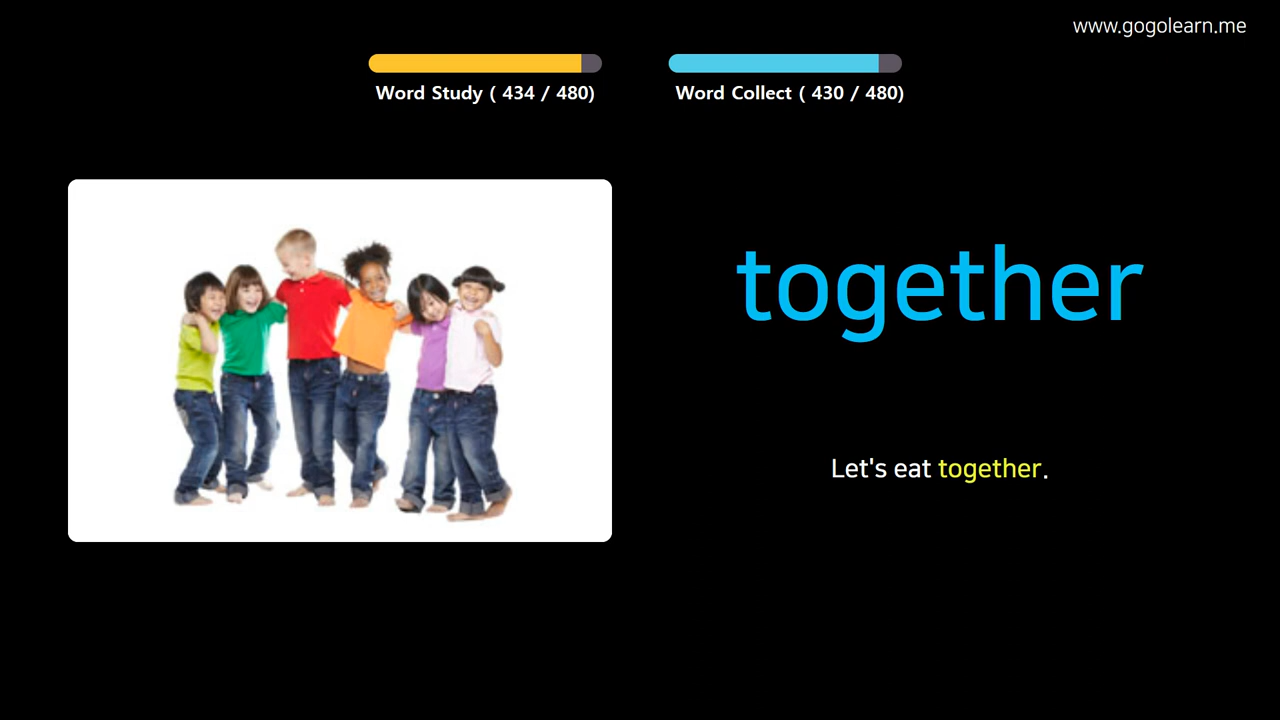 www.gogolearn.me
Word Study ( 434 / 480)
Word Collect ( 430 / 480)
together
Let's eat together.